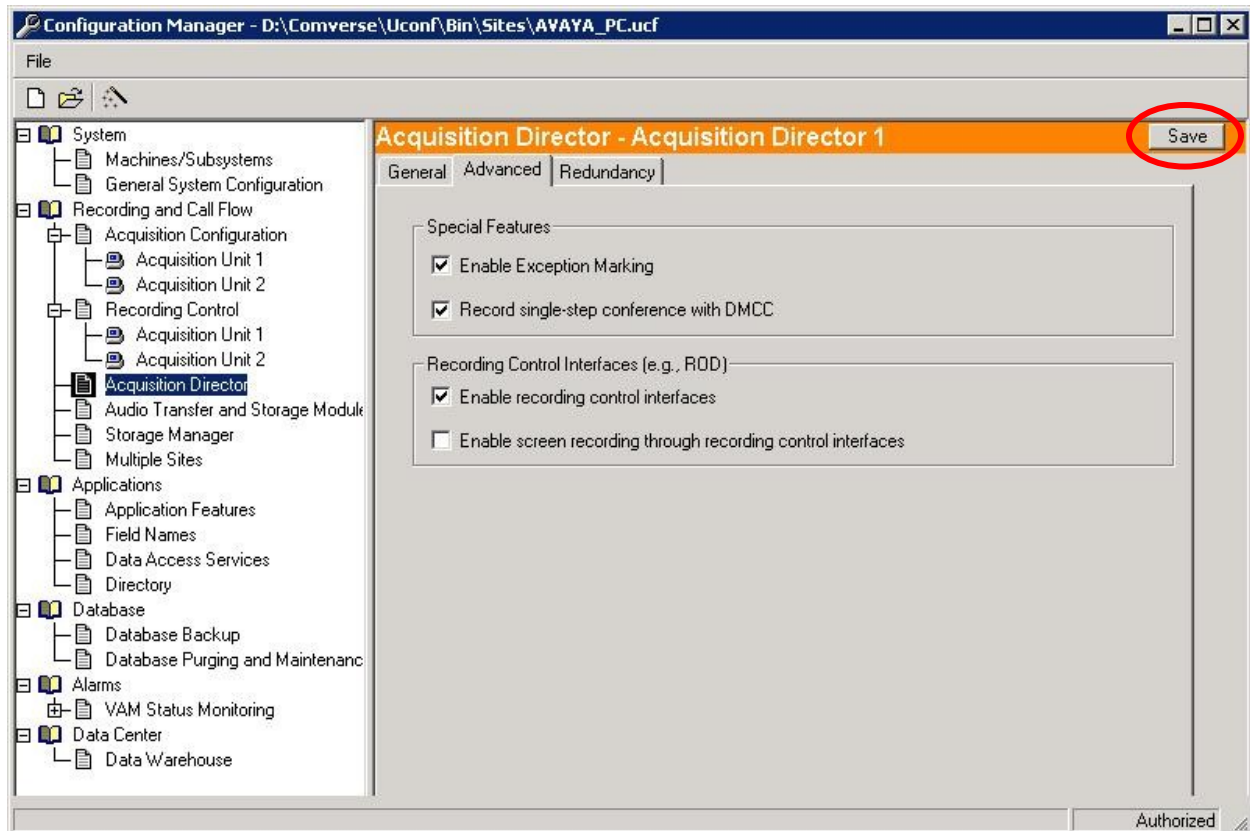 Configuration Manager - D:\Comverse\Uconf\Bin\Sites\AVAYA_PC.ucf
File
System
Machines/Subsystems
General System Configuration
Recording and Call Flow
Acquisition Configuration
Acquisition Unit 1
Acquisition Unit 2
Recording Control
Acquisition Unit 1
Acquisition Unit 2
Acquisition Director
Audio Transfer and Storage Module
Storage Manager
Multiple Sites
Applications
Application Features
Field Names
Data Access Services
Directory
Database
Database Backup
Database Purging and Maintenanc
Alarms
VAM Status Monitoring
Data Center
Data Warehouse
Acquisition Director - Acquisition Director 1
Save
General Advanced Redundancy
Special Features
Enable Exception Marking
Record single-step conference with DMCC
Recording Control Interfaces (e.g., ROD)
Enable recording control interfaces
Enable screen recording through recording control interfaces
Authorized